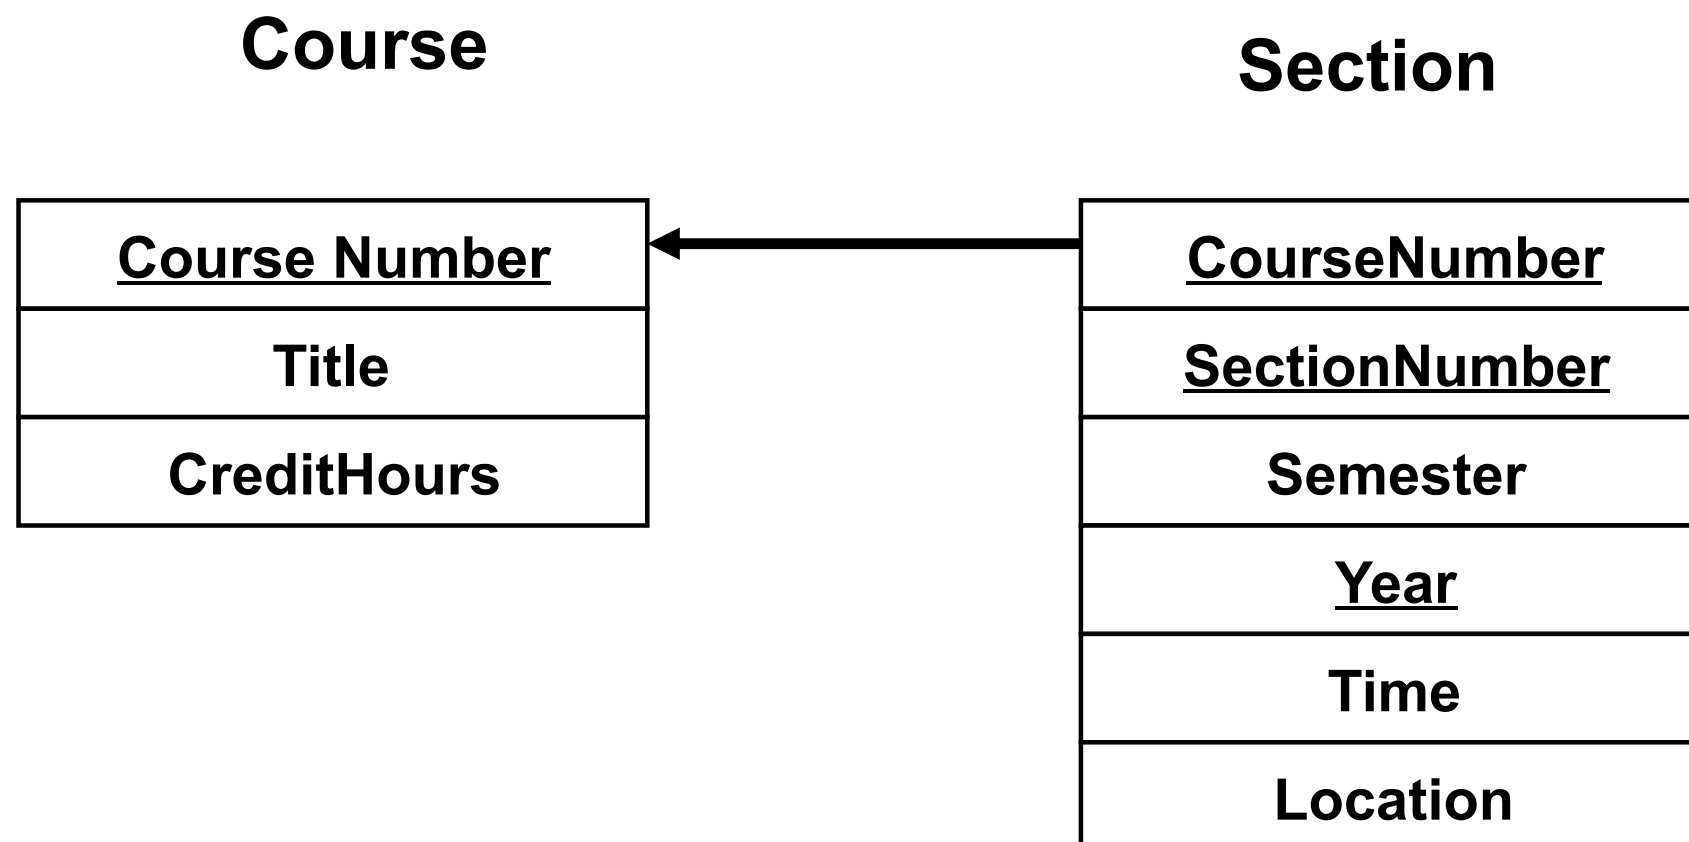 Course
Section
Course Number
Title
CreditHours
CourseNumber
SectionNumber
Semester
Year
Time
Location